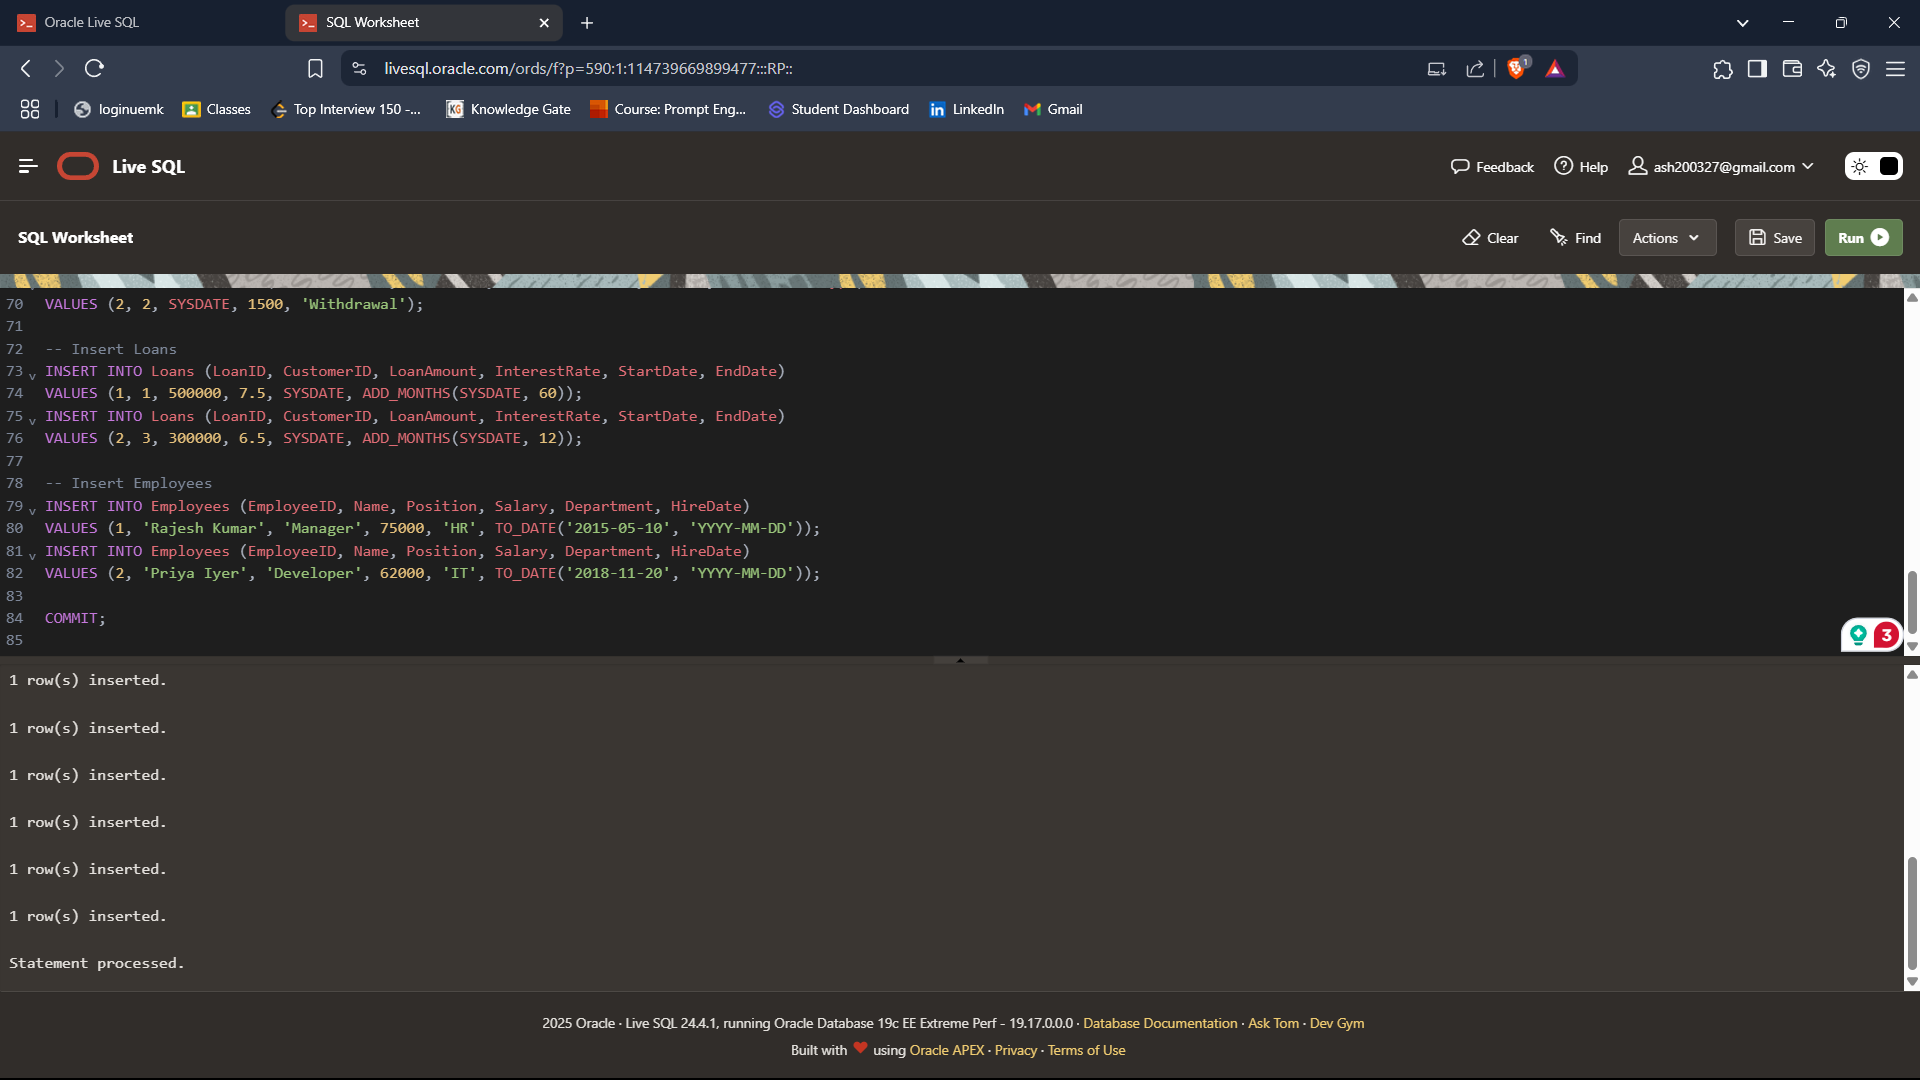 Oracle Live SQL
SQL Worksheet
livesql.oracle.com/ords/f?p=590:1:114739669899477:::RP::
1
loginuemk
Classes
Top Interview 150 -...
KG Knowledge Gate
Course: Prompt Eng...
Student Dashboard
in LinkedIn
Gmail
Live SQL
Feedback
Help
ash200327@gmail.com
SQL Worksheet
Clear
Find
Actions
Save
Run
70 VALUES (2, 2, SYSDATE, 1500, 'Withdrawal');
71
72 -- Insert Loans
73 INSERT INTO Loans (LoanID, CustomerID, LoanAmount, InterestRate, StartDate, EndDate)
74 VALUES (1, 1, 500000, 7.5, SYSDATE, ADD_MONTHS(SYSDATE, 60));
75 INSERT INTO Loans (LoanID, CustomerID, LoanAmount, InterestRate, StartDate, EndDate)
76 VALUES (2, 3, 300000, 6.5, SYSDATE, ADD_MONTHS(SYSDATE, 12));
77
78 -- Insert Employees
79 INSERT INTO Employees (EmployeeID, Name, Position, Salary, Department, HireDate)
80 VALUES (1, 'Rajesh Kumar', 'Manager', 75000, 'HR', TO_DATE('2015-05-10', 'YYYY-MM-DD'));
81 INSERT INTO Employees (EmployeeID, Name, Position, Salary, Department, HireDate)
82 VALUES (2, 'Priya Iyer', 'Developer', 62000, 'IT', TO_DATE('2018-11-20', 'YYYY-MM-DD'));
83
84 COMMIT;
85
3
1 row(s) inserted.
1 row(s) inserted.
1 row(s) inserted.
1 row(s) inserted.
1 row(s) inserted.
1 row(s) inserted.
Statement processed.
2025 Oracle · Live SQL 24.4.1, running Oracle Database 19c EE Extreme Perf - 19.17.0.0.0 · Database Documentation · Ask Tom · Dev Gym
Built with ❤ using Oracle APEX · Privacy · Terms of Use